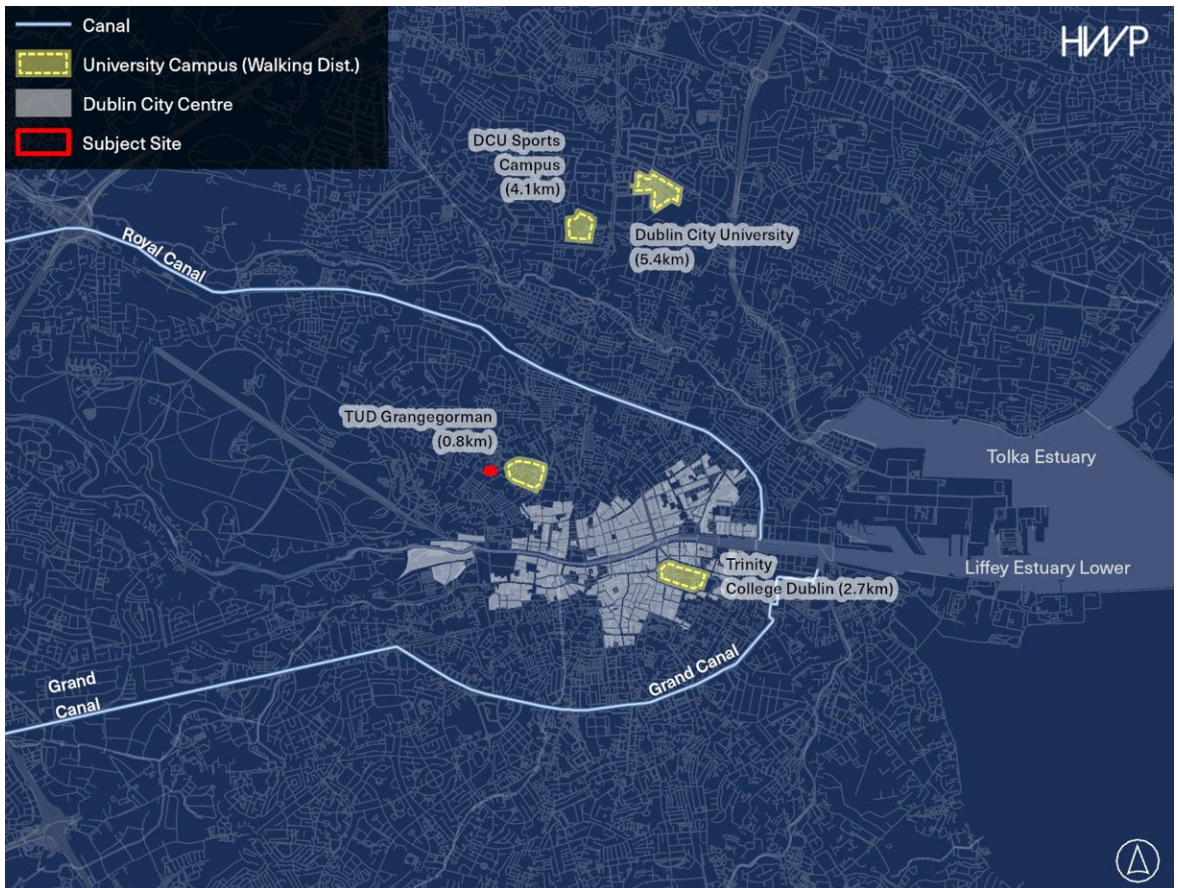 Canal
University Campus (Walking Dist.)
Dublin City Centre
Subject Site
HWP
DCU Sports
Campus
(4.1km)
Dublin City University
(5.4km)
Royal Canal
TUD Grangegorman
(0.8km)
Tolka Estuary
Liffey Estuary Lower
Trinity
College Dublin (2.7km)
Grand Canal
Grand
Canal